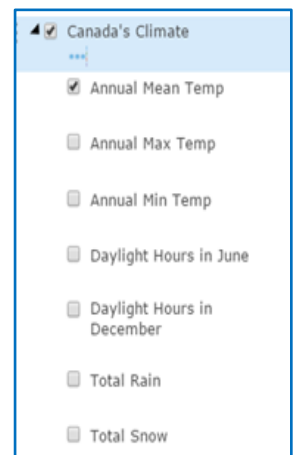 Canada's Climate
Annual Mean Temp
Annual Max Temp
Annual Min Temp
Daylight Hours in June
Daylight Hours in
December
Total Rain
Total Snow